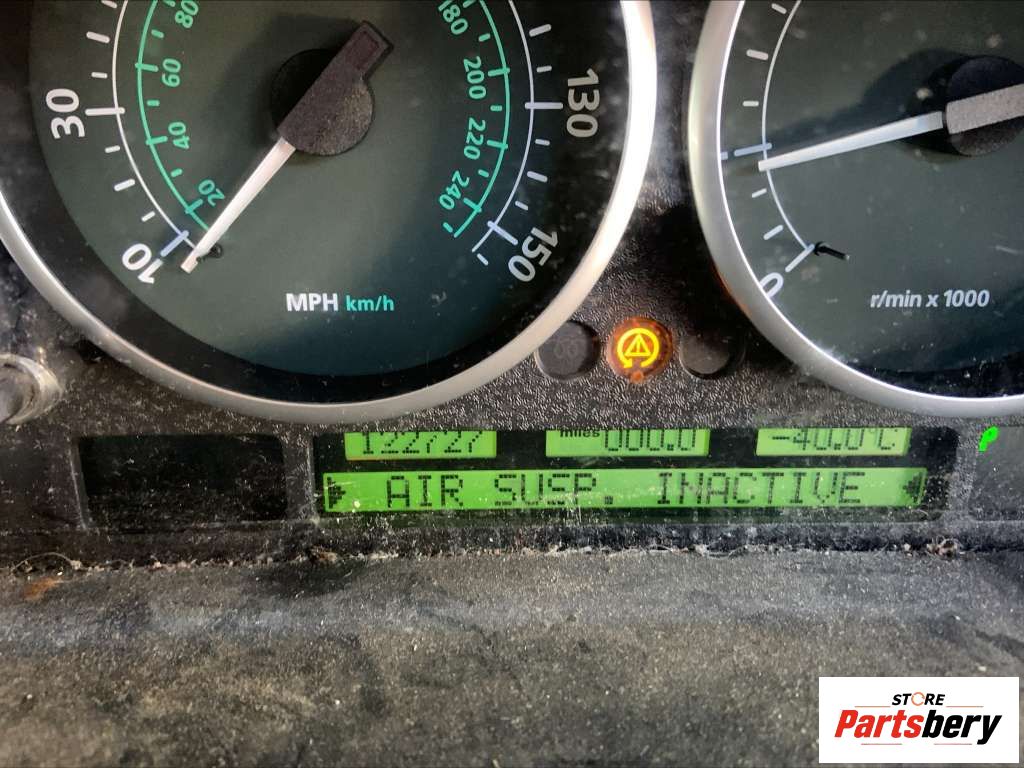 80
60
40
20
180
200
220
240
30
10
130
150
MPH km/h
0
r/min x 1000
122727
miles 000.0
-40.0°C
AIR SUSP. INACTIVE
P
STORE
Partsbery